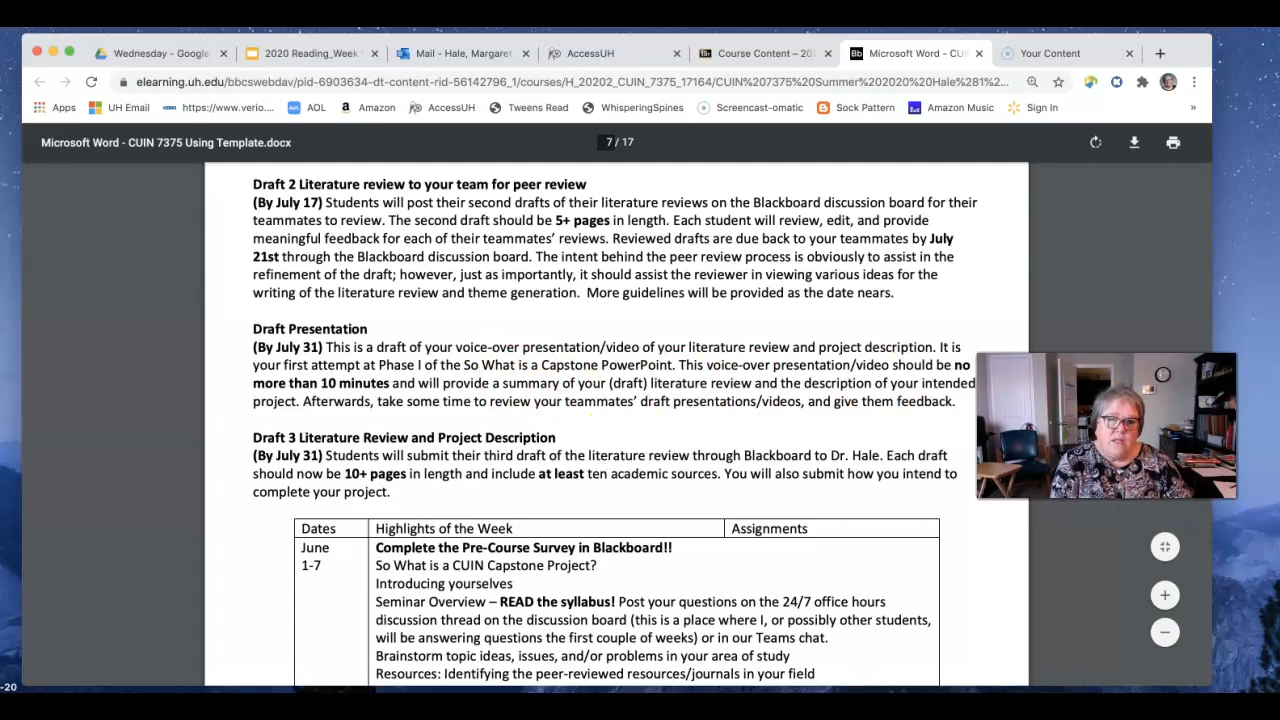 Wednesday - Google
2020 Reading_Week
Mail - Hale, Margaret
AccessUH
Course Content – 202
Microsoft Word - CUIN
Your Content
elearning.uh.edu/bbcswebdav/pid-6903634-dt-content-rid-56142796_1/courses/H_20202_CUIN_7375_17164/CUIN%207375%20Summer%202020%20Hale%281%2...
Apps
UH Email
https://www.verio....
AOL
Amazon
AccessUH
Tweens Read
WhisperingSpines
Screencast-omatic
Sock Pattern
Amazon Music
Sign In
»
Microsoft Word - CUIN 7375 Using Template.docx
7 / 17
Draft 2 Literature review to your team for peer review
(By July 17) Students will post their second drafts of their literature reviews on the Blackboard discussion board for their
teammates to review. The second draft should be 5+ pages in length. Each student will review, edit, and provide
meaningful feedback for each of their teammates’ reviews. Reviewed drafts are due back to your teammates by July
21st through the Blackboard discussion board. The intent behind the peer review process is obviously to assist in the
refinement of the draft; however, just as importantly, it should assist the reviewer in viewing various ideas for the
writing of the literature review and theme generation.  More guidelines will be provided as the date nears.
Draft Presentation
(By July 31) This is a draft of your voice-over presentation/video of your literature review and project description. It is
your first attempt at Phase I of the So What is a Capstone PowerPoint. This voice-over presentation/video should be no
more than 10 minutes and will provide a summary of your (draft) literature review and the description of your intended
project. Afterwards, take some time to review your teammates’ draft presentations/videos, and give them feedback.
Draft 3 Literature Review and Project Description
(By July 31) Students will submit their third draft of the literature review through Blackboard to Dr. Hale. Each draft
should now be 10+ pages in length and include at least ten academic sources. You will also submit how you intend to
complete your project.
Dates
Highlights of the Week
Assignments
June
1-7
Complete the Pre-Course Survey in Blackboard!!
So What is a CUIN Capstone Project?
Introducing yourselves
Seminar Overview – READ the syllabus! Post your questions on the 24/7 office hours
discussion thread on the discussion board (this is a place where I, or possibly other students,
will be answering questions the first couple of weeks) or in our Teams chat.
Brainstorm topic ideas, issues, and/or problems in your area of study
Resources: Identifying the peer-reviewed resources/journals in your field
-20